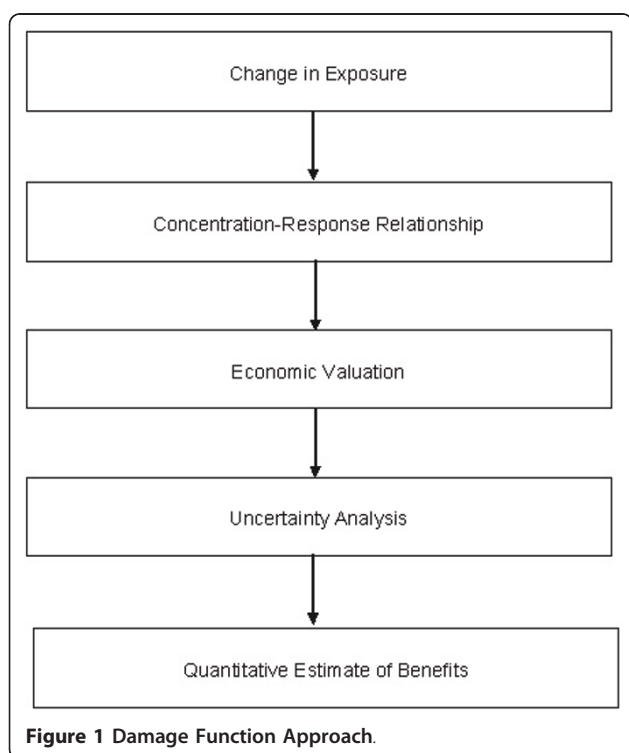 Change in Exposure
Concentration-Response Relationship
Economic Valuation
Uncertainty Analysis
Quantitative Estimate of Benefits
Figure 1 Damage Function Approach.